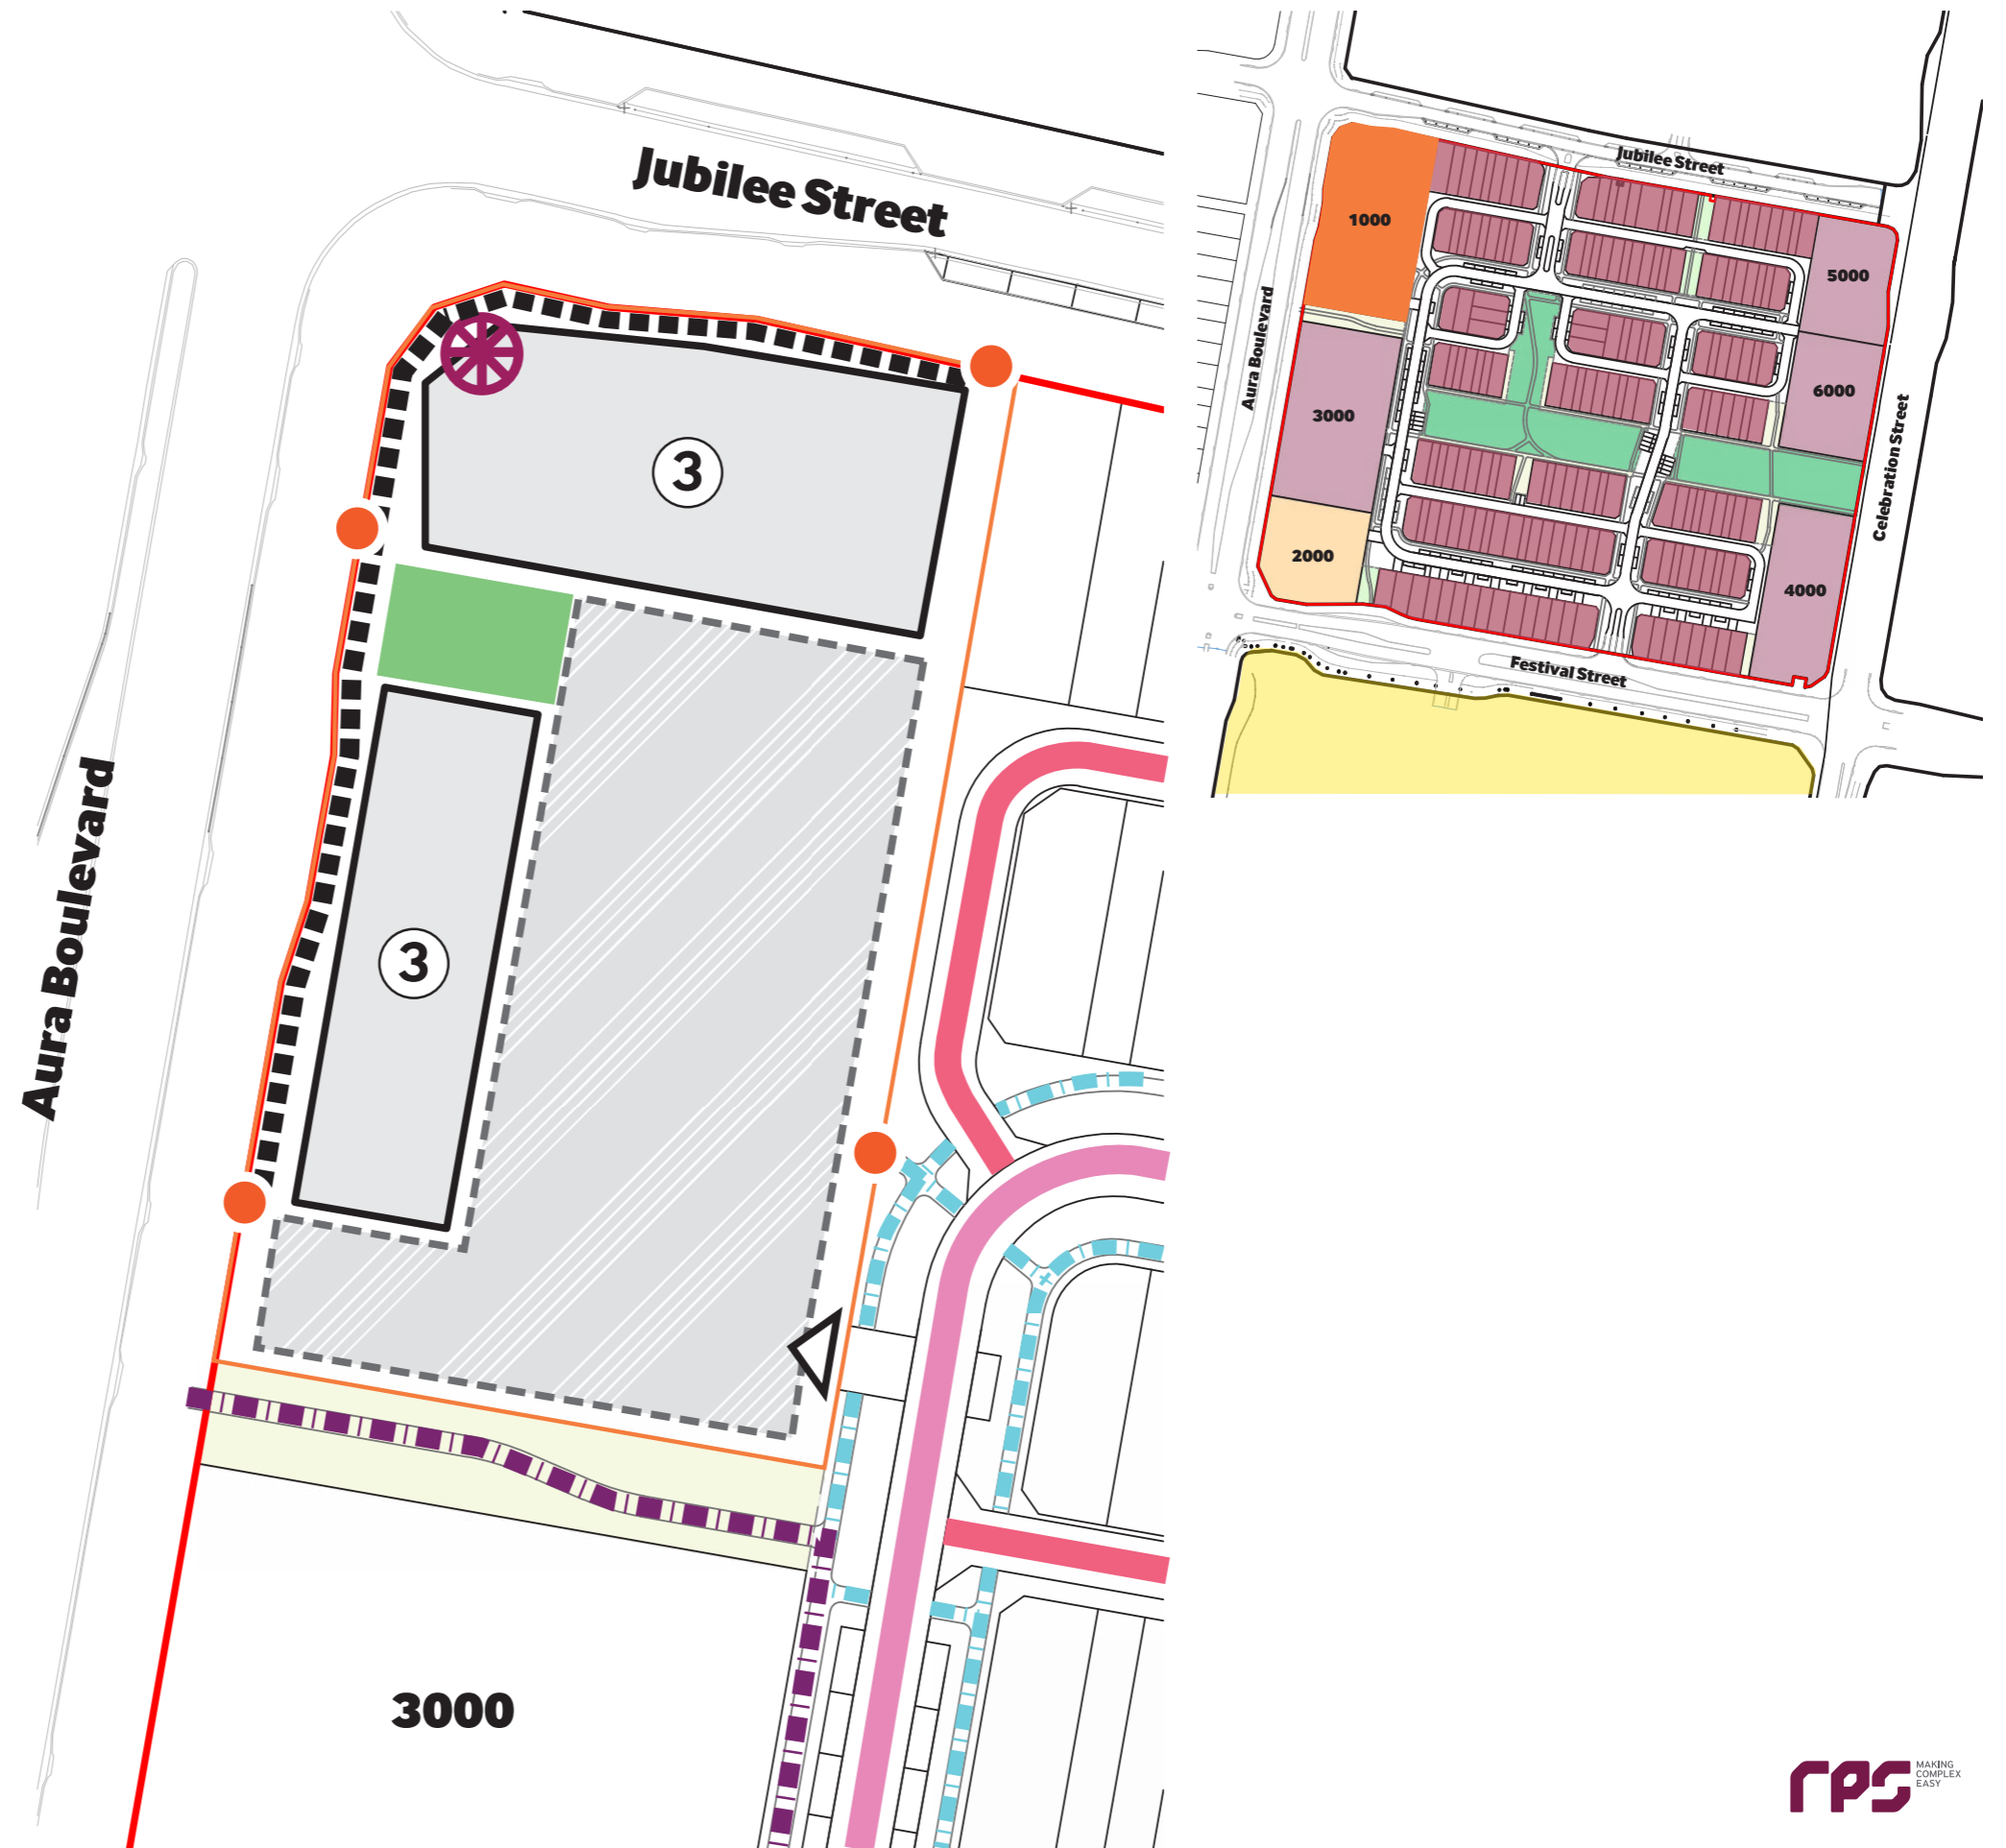 Jubilee Street
Aura Boulevard
3
3
3000
Jubilee Street
Aura Boulevard
Celebration Street
Festival Street
1000
5000
6000
3000
2000
4000
rps
MAKING
COMPLEX
EASY